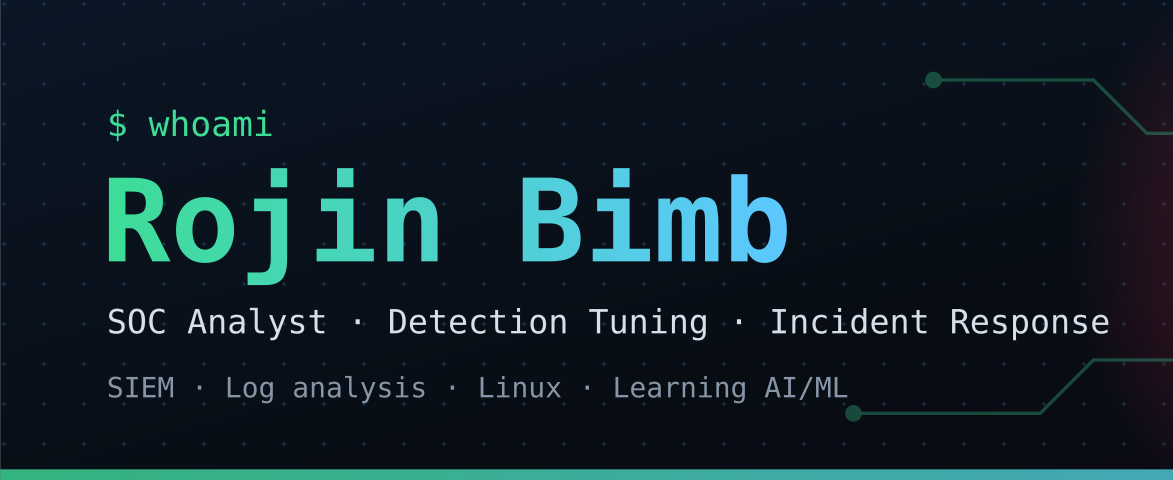 $ whoami
Rojin Bimb
SOC Analyst · Detection Tuning · Incident Response
SIEM · Log analysis · Linux · Learning AI/ML